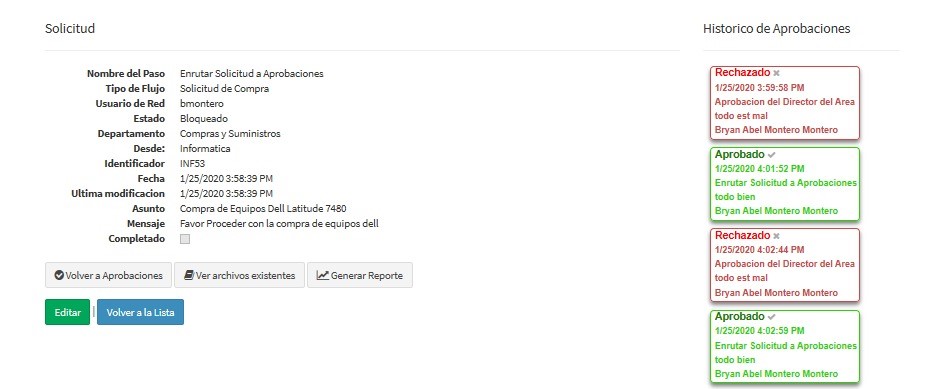 Solicitud
Nombre del Paso Enrutar Solicitud a Aprobaciones
Tipo de Flujo Solicitud de Compra
Usuario de Red bmontero
Estado Bloqueado
Departamento Compras y Suministros
Desde: Informatica
Identificador INF53
Fecha 1/25/2020 3:58:39 PM
Ultima modificacion 1/25/2020 3:58:39 PM
Asunto Compra de Equipos Dell Latitude 7480
Mensaje Favor Proceder con la compra de equipos dell
Completado
Volver a Aprobaciones Ver archivos existentes Generar Reporte
Editar | Volver a la Lista
Historico de Aprobaciones
Rechazado
1/25/2020 3:59:58 PM
Aprobacion del Director del Area
todo est mal
Bryan Abel Montero Montero
Aprobado
1/25/2020 4:01:52 PM
Enrutar Solicitud a Aprobaciones
todo bien
Bryan Abel Montero Montero
Rechazado
1/25/2020 4:02:44 PM
Aprobacion del Director del Area
todo est mal
Bryan Abel Montero Montero
Aprobado
1/25/2020 4:02:59 PM
Enrutar Solicitud a Aprobaciones
todo bien
Bryan Abel Montero Montero